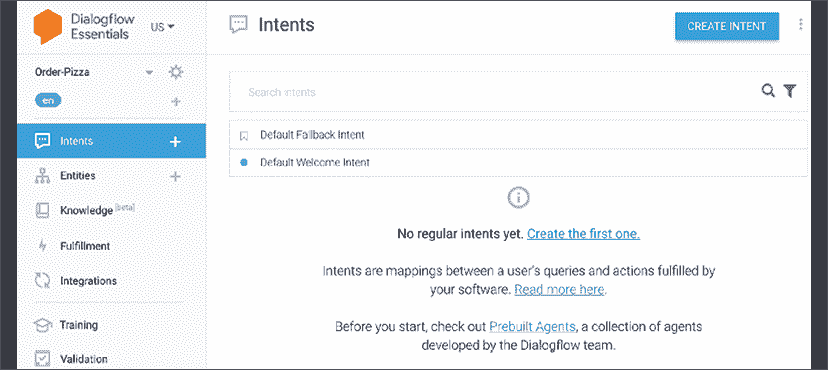 Dialogflow
Essentials
US
Order-Pizza
en
Intents
Entities
Knowledge [beta]
Fulfillment
Integrations
Training
Validation
Intents
CREATE INTENT
Search intents
Default Fallback Intent
Default Welcome Intent
No regular intents yet. Create the first one.
Intents are mappings between a user's queries and actions fulfilled by
your software. Read more here.
Before you start, check out Prebuilt Agents, a collection of agents
developed by the Dialogflow team.